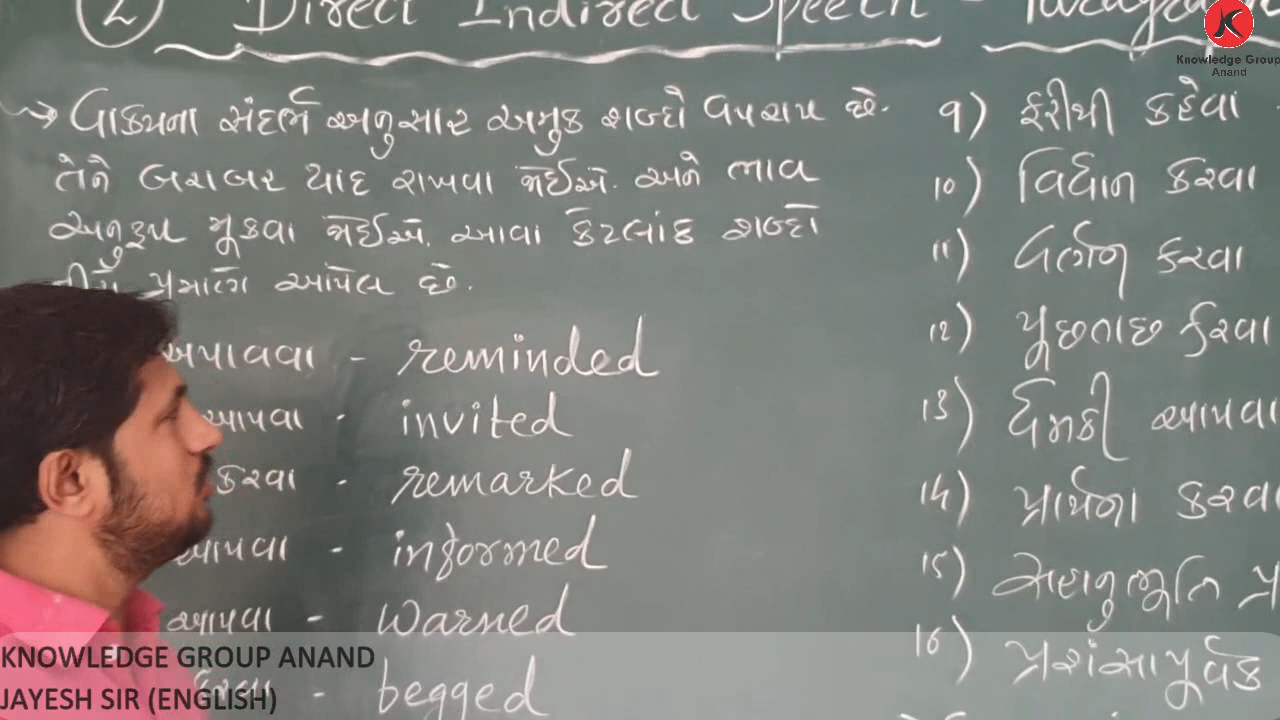 2 Direct Indirect Speech -
વાક્યના સંદર્ભ અનુસાર અમુક શબ્દો વપરાય છે.
તેને બરાબર યાદ રાખવા જોઈએ. અને ભાવ
અનુરૂપ મૂકવા જોઈએ. આવા કેટલાંક શબ્દો
પ્રમાણે આપેલ છે.
- reminded
આપવા - invited
કરવા - remarked
આપવા - informed
આપવા - warned
કરવા - begged
9) ફરીથી કહેવા
10) વિધાન કરવા
11) વર્ણન કરવા
12) પૂછતાછ કરવા
13) ધમકી આપવા
14) પ્રાર્થના કરવા
15) સહાનુભૂતિ
16) પ્રશંસાપૂર્વક
Knowledge Group
Anand
KNOWLEDGE GROUP ANAND
JAYESH SIR (ENGLISH)